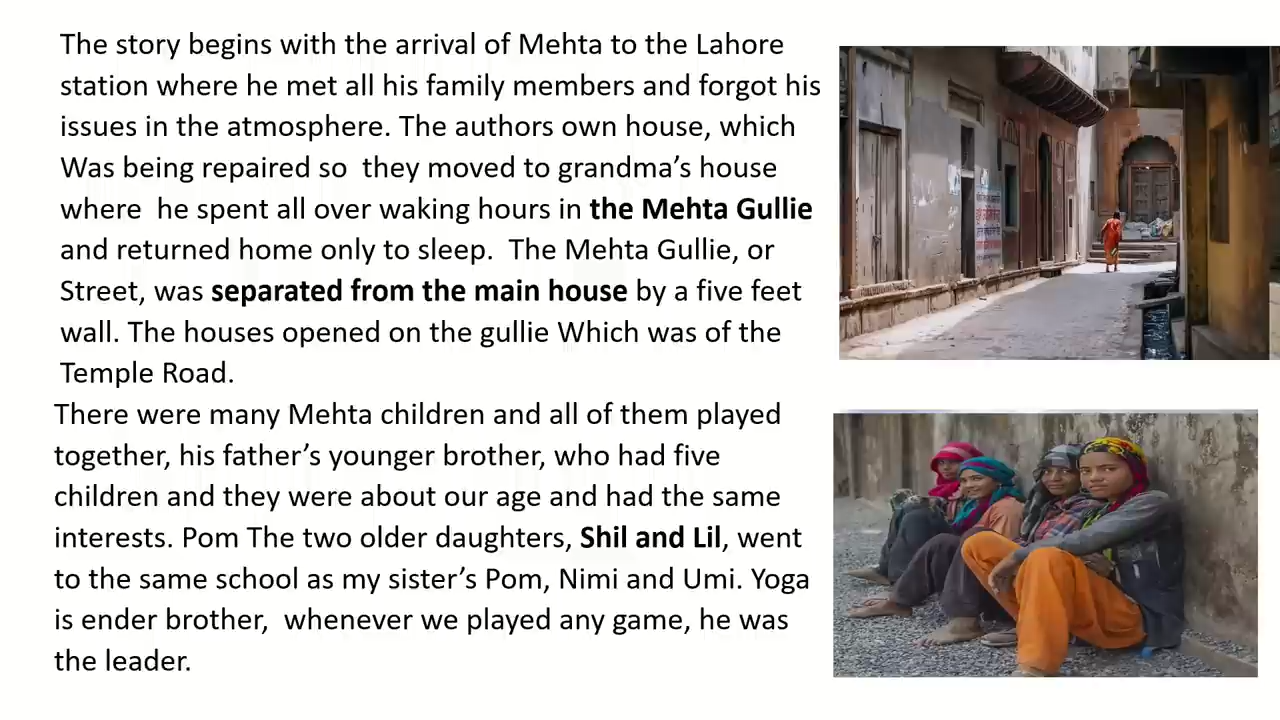 The story begins with the arrival of Mehta to the Lahore
station where he met all his family members and forgot his
issues in the atmosphere. The authors own house, which
Was being repaired so they moved to grandma’s house
where he spent all over waking hours in the Mehta Gullie
and returned home only to sleep. The Mehta Gullie, or
Street, was separated from the main house by a five feet
wall. The houses opened on the gullie Which was of the
Temple Road.
There were many Mehta children and all of them played
together, his father’s younger brother, who had five
children and they were about our age and had the same
interests. Pom The two older daughters, Shil and Lil, went
to the same school as my sister’s Pom, Nimi and Umi. Yoga
is ender brother, whenever we played any game, he was
the leader.